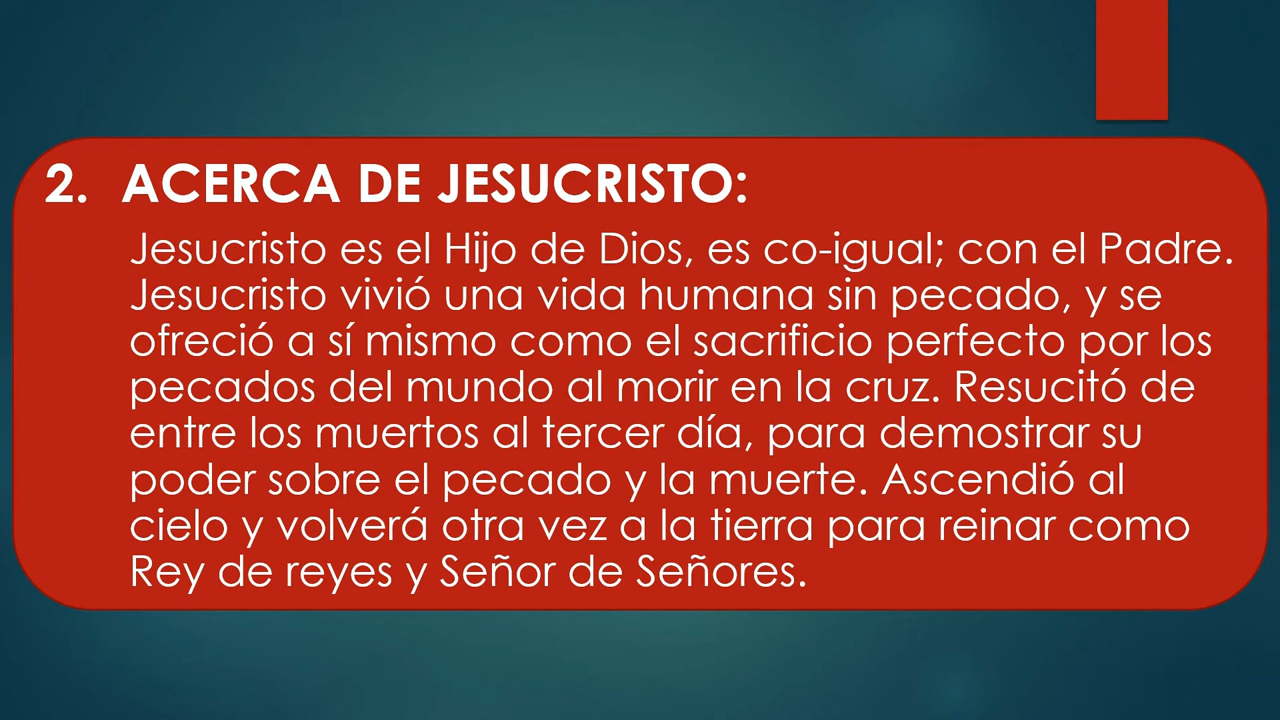 2. ACERCA DE JESUCRISTO:
Jesucristo es el Hijo de Dios, es co-igual; con el Padre.
Jesucristo vivió una vida humana sin pecado, y se
ofreció a sí mismo como el sacrificio perfecto por los
pecados del mundo al morir en la cruz. Resucitó de
entre los muertos al tercer día, para demostrar su
poder sobre el pecado y la muerte. Ascendió al
cielo y volverá otra vez a la tierra para reinar como
Rey de reyes y Señor de Señores.